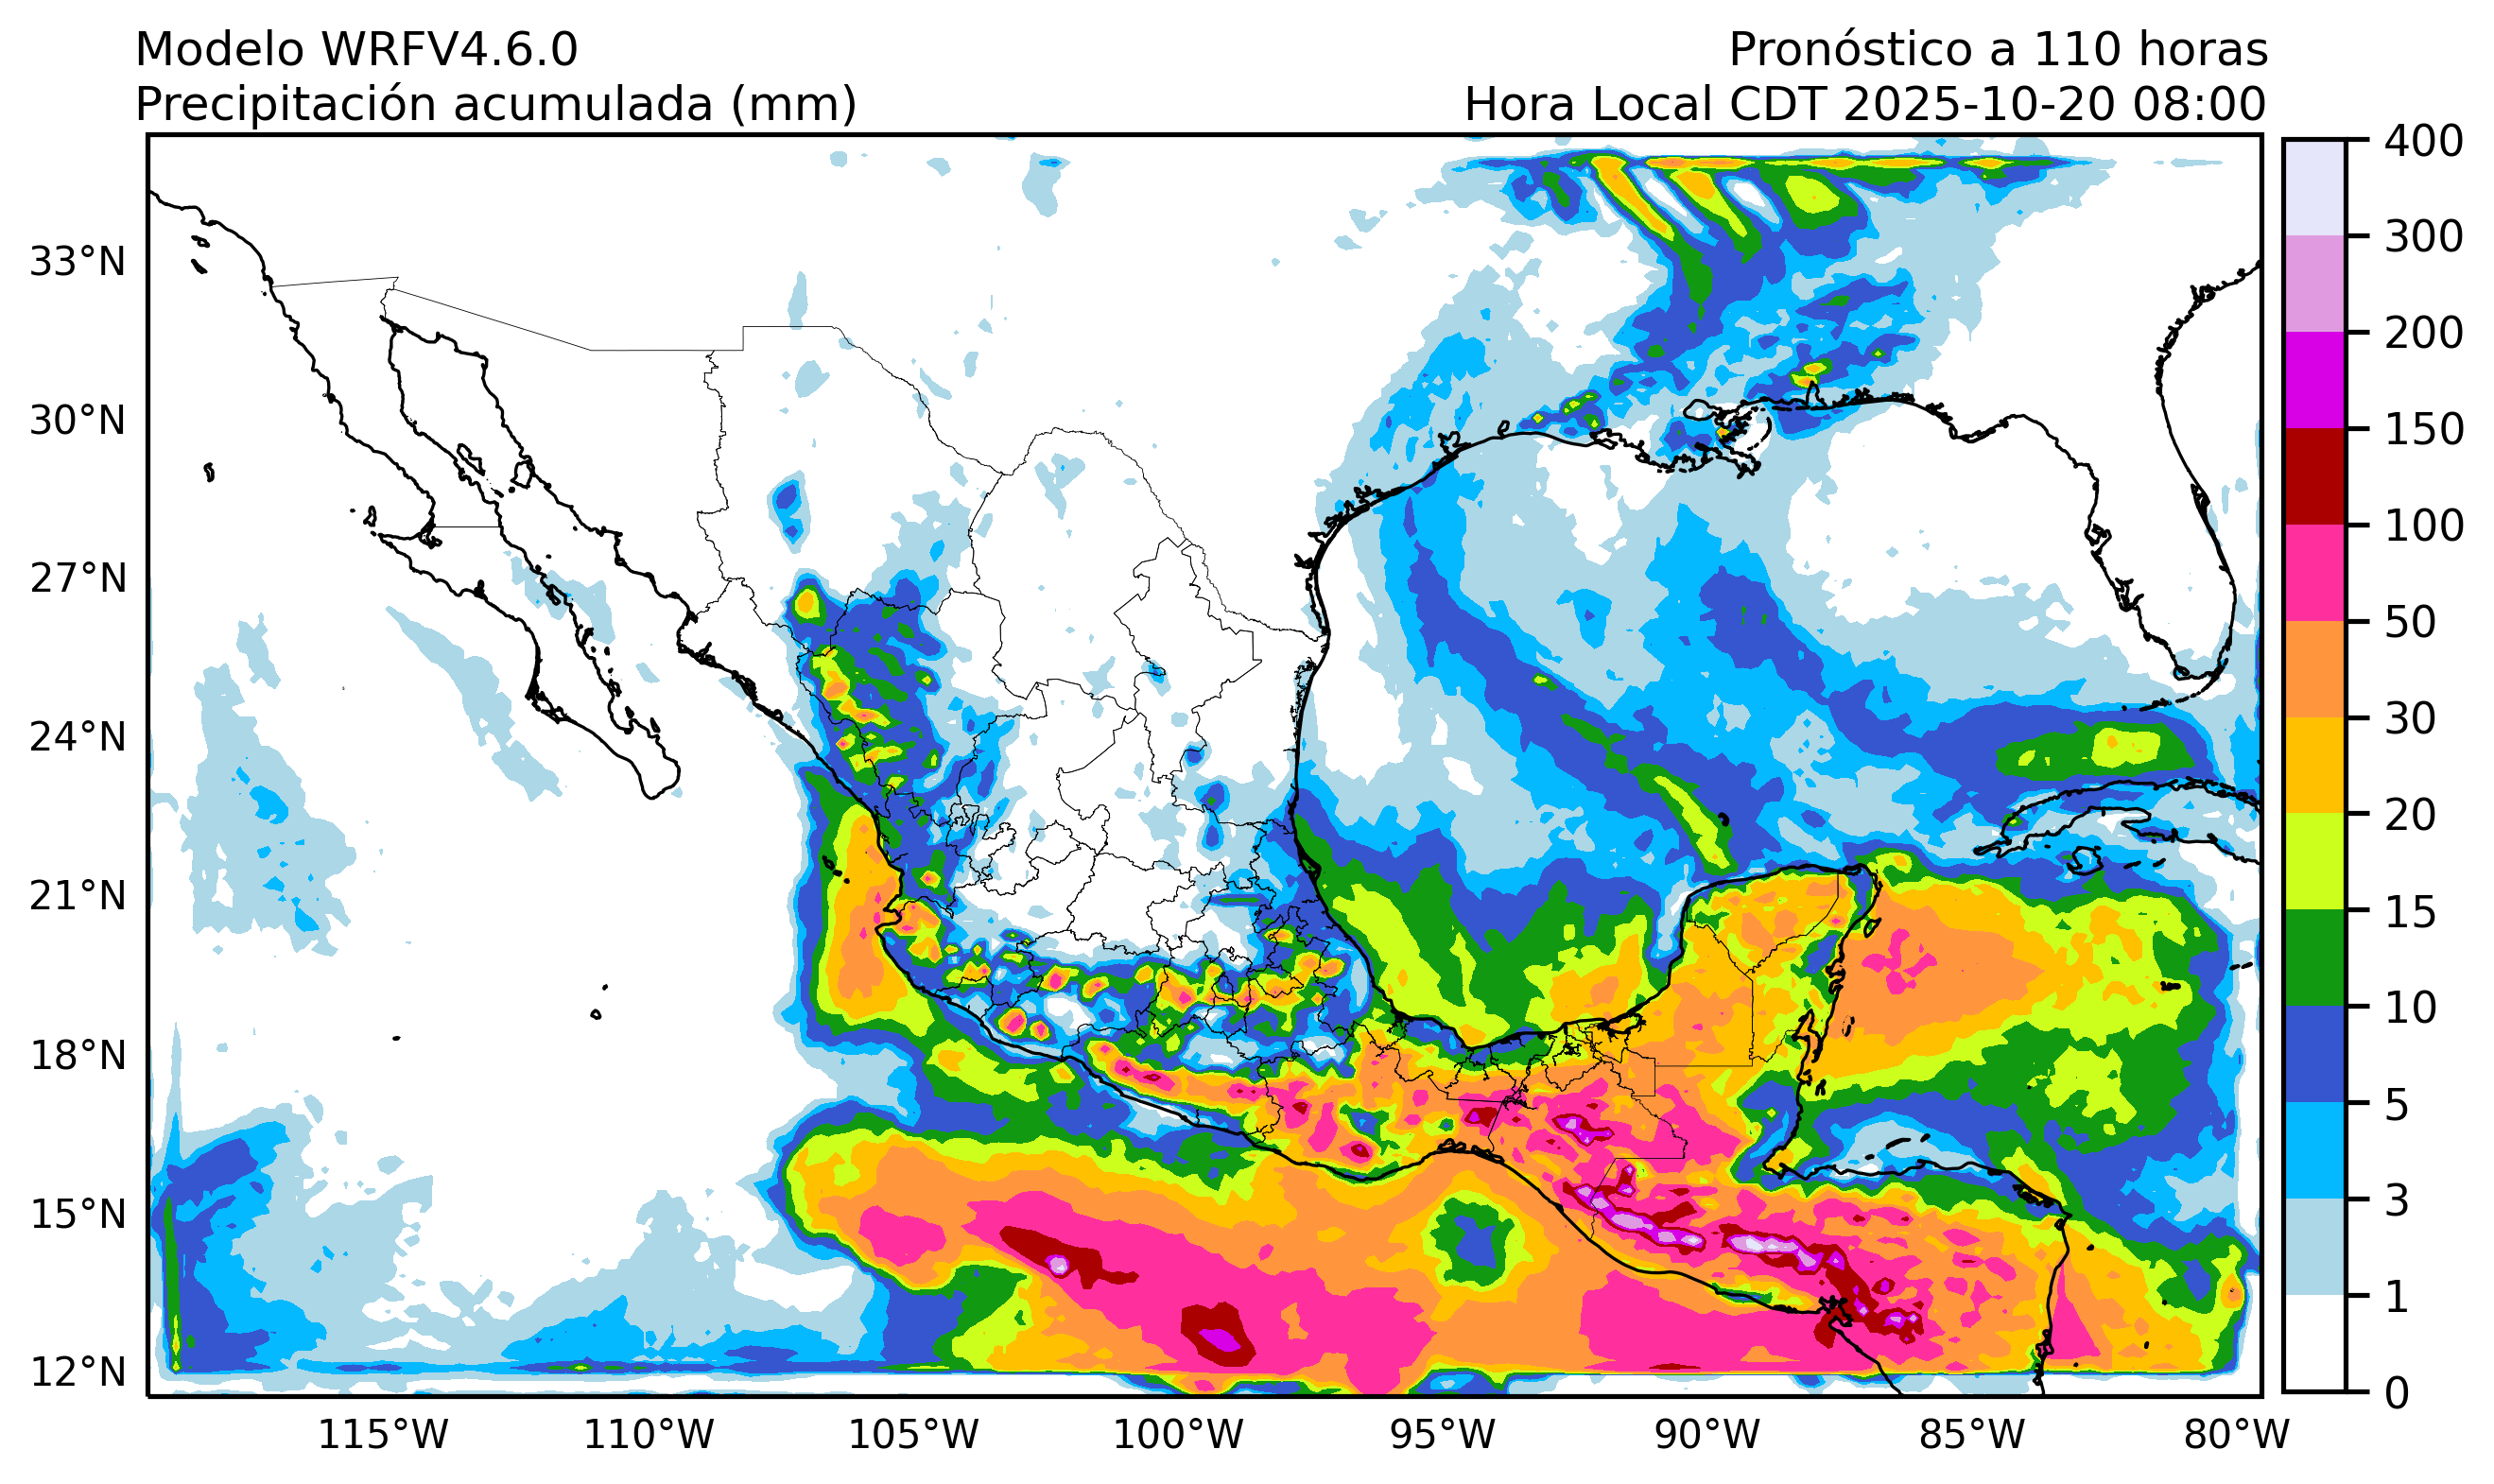 Modelo WRFV4.6.0
Pronóstico a 110 horas
Precipitación acumulada (mm)
Hora Local CDT 2025-10-20 08:00
33°N
30°N
27°N
24°N
21°N
18°N
15°N
12°N
115°W
110°W
105°W
100°W
95°W
90°W
85°W
80°W
400
300
200
150
100
50
30
20
15
10
5
3
1
0